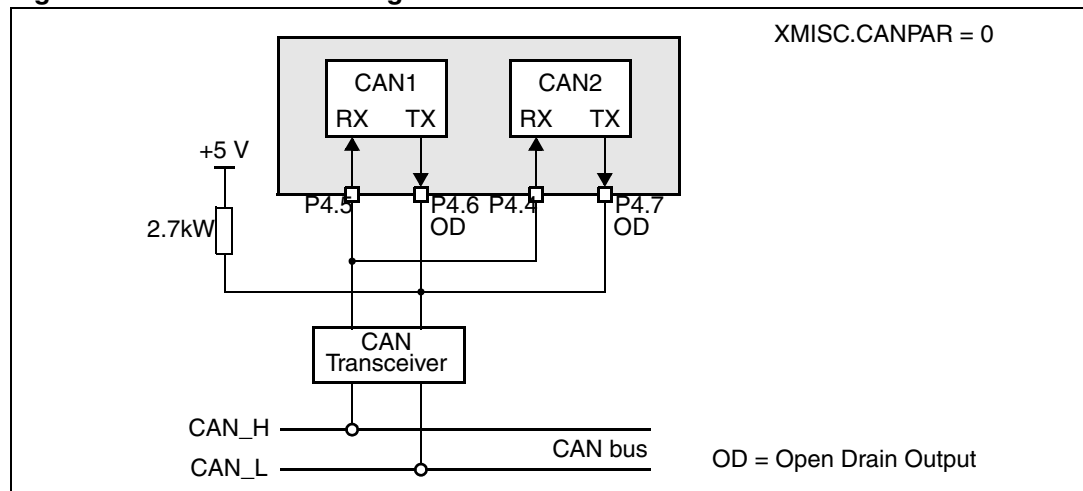 XMISC.CANPAR = 0
CAN1
CAN2
RX TX
RX TX
+5 V
P4.5
P4.6
P4.4
P4.7
OD
OD
2.7kW
CAN
Transceiver
CAN_H
CAN bus
CAN_L
OD = Open Drain Output